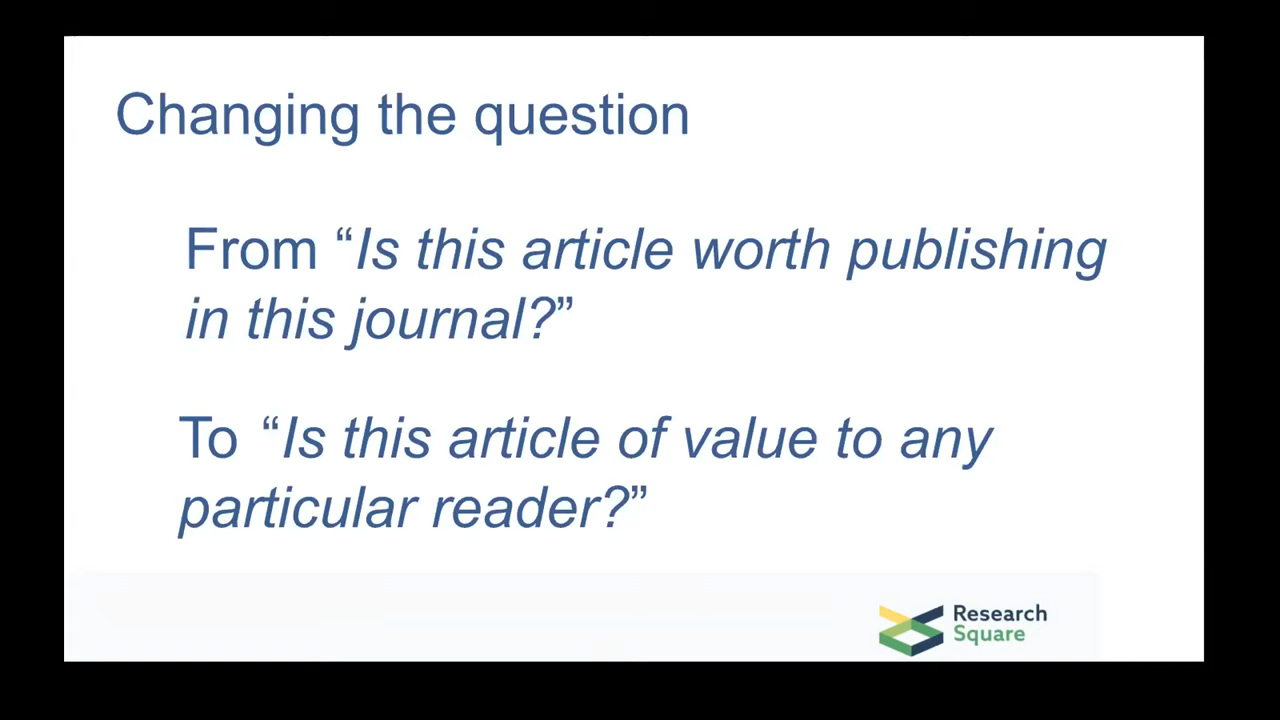 Changing the question
From “Is this article worth publishing
in this journal?”
To “Is this article of value to any
particular reader?”
Research
Square